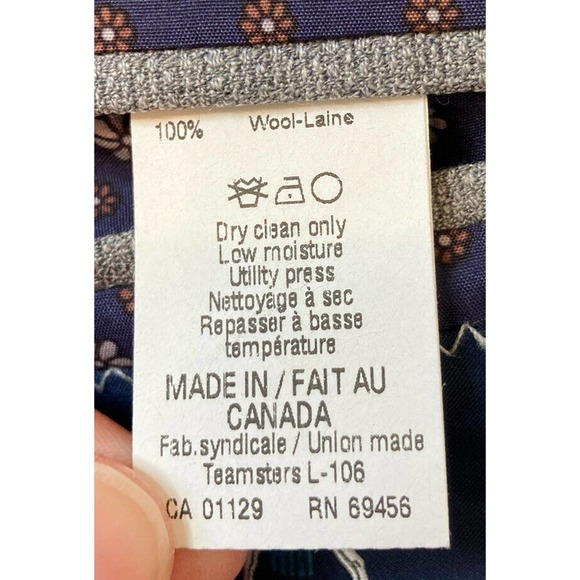 100% Wool-Laine
Dry clean only
Low moisture
Utility press
Nettoyage à sec
Repasser à basse
température
MADE IN / FAIT AU
CANADA
Fab.syndicale / Union made
Teamsters L-106
CA 01129 RN 69456